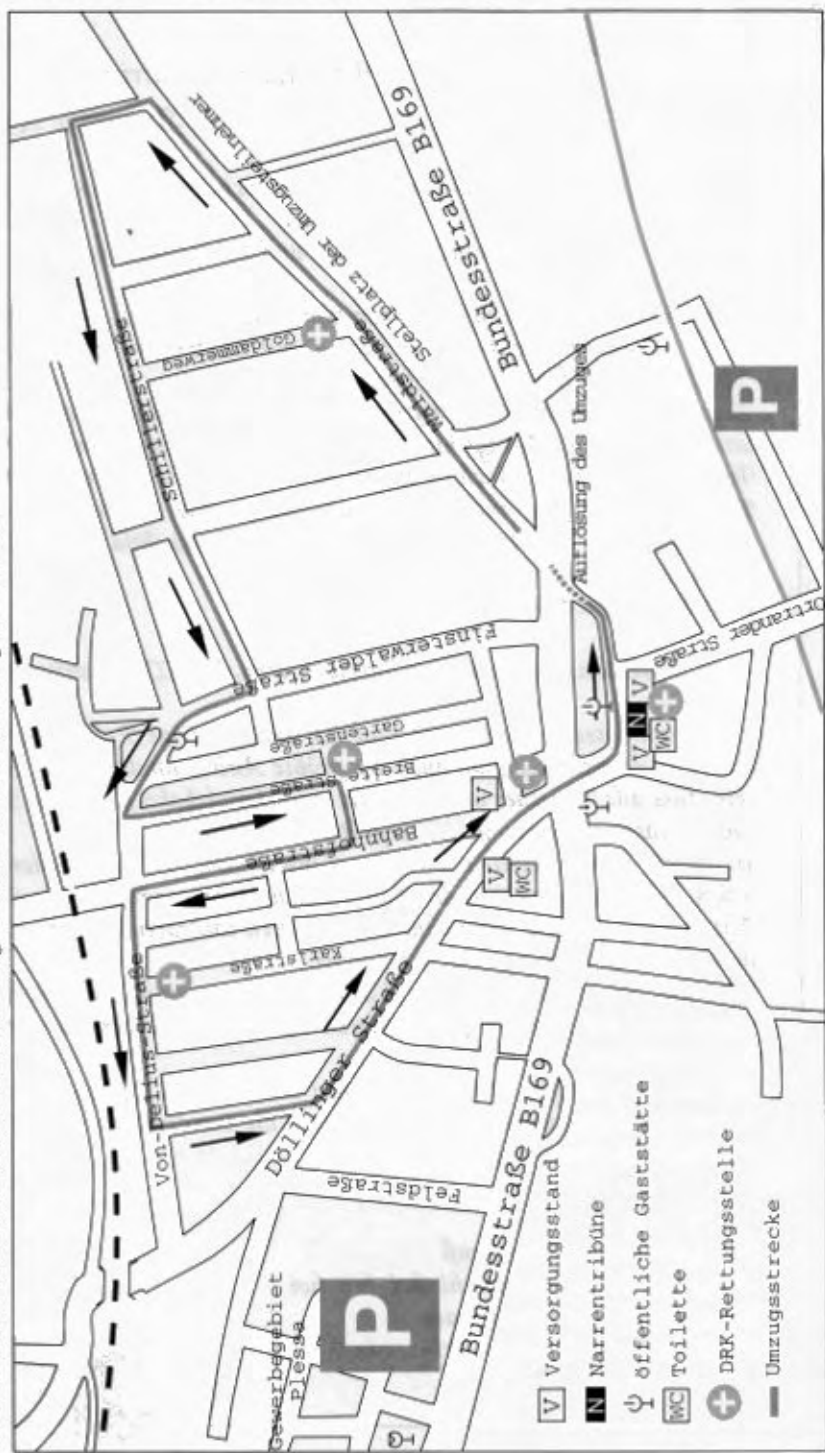 Stellplatz der Umzugsteilnehmer
Bundesstraße B169
Schillerstraße
Goldammerweg
Waldstraße
P
Auflösung des Umzuges
Ortrander Straße
Finsterwalder Straße
Gartenstraße
Breite Straße
Bahnhofstraße
V
V
N
V
WC
V
WC
Karlstraße
Von-Delius-Straße
Döllinger Straße
Feldstraße
Bundesstraße B169
Gewerbegebiet
Plessa
P
V Versorgungsstand
N Narrentribüne
öffentliche Gaststätte
WC Toilette
DRK-Rettungsstelle
Umzugsstrecke